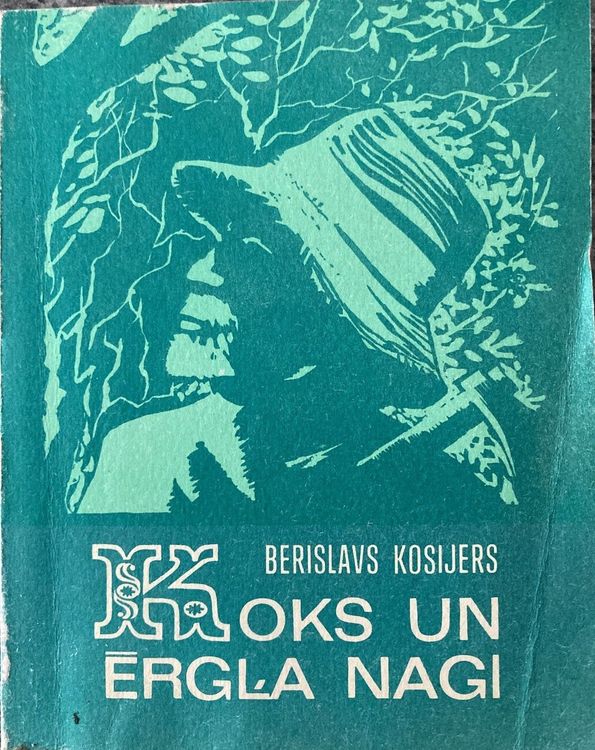 BERISLAVS KOSIJERS
KOKS UN
ĒRGĻA NAGI